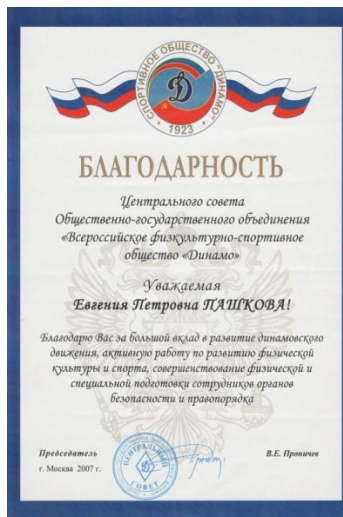 СПОРТИВНОЕ ОБЩЕСТВО "ДИНАМО"
Д
1923
БЛАГОДАРНОСТЬ
Центрального совета
Общественно-государственного объединения
«Всероссийское физкультурно-спортивное
общество «Динамо»
Уважаемая
Евгения Петровна ПАШКОВА!
Благодарю Вас за большой вклад в развитие динамовского
движения, активную работу по развитию физической
культуры и спорта, совершенствование физической и
специальной подготовки сотрудников органов
безопасности и правопорядка
Председатель
В.Е. Проничев
г. Москва 2007 г.
ЦЕНТРАЛЬНЫЙ
СОВЕТ